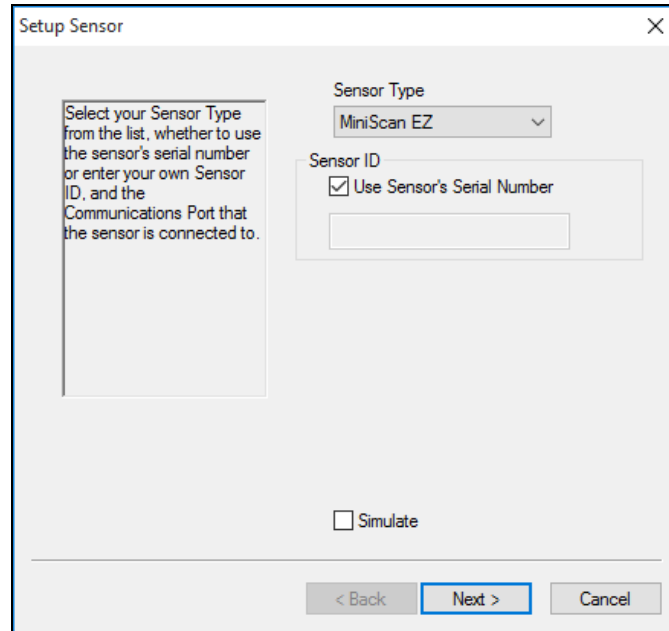 Setup Sensor
Select your Sensor Type
from the list, whether to use
the sensor's serial number
or enter your own Sensor
ID, and the
Communications Port that
the sensor is connected to.
Sensor Type
MiniScan EZ
Sensor ID
Use Sensor's Serial Number
Simulate
< Back
Next >
Cancel